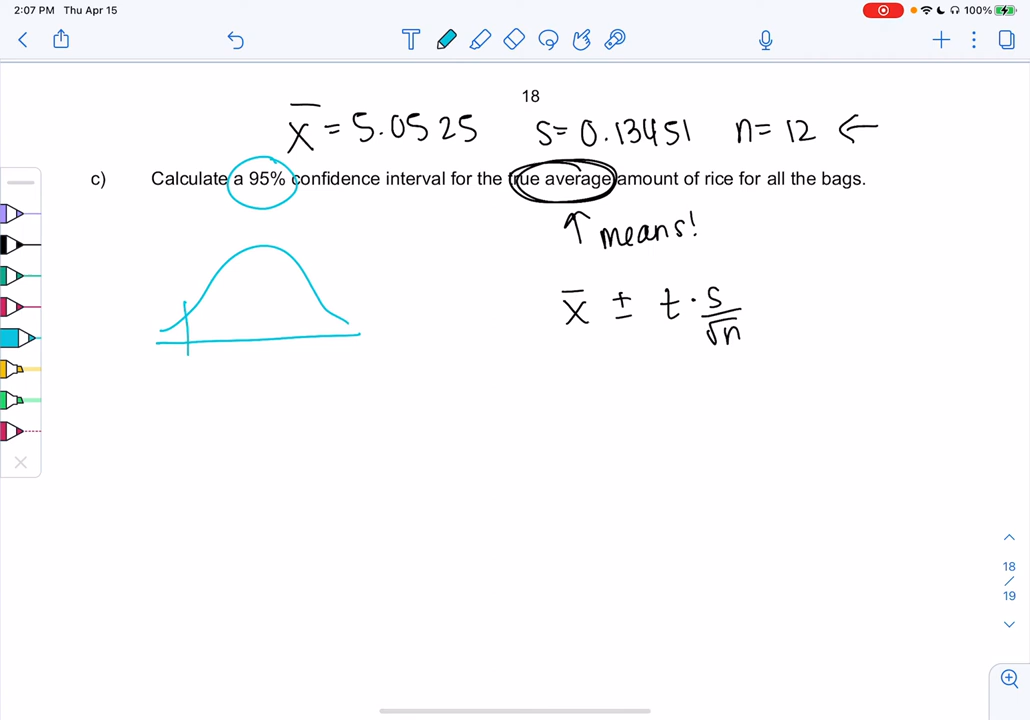 2:07 PM Thu Apr 15
100%
18
x̄ = 5.0525 s= 0.13451 n= 12 ←
c) Calculate a 95% confidence interval for the true average amount of rice for all the bags.
↑ means!
x̄ ± t · s/√n
18
/
19